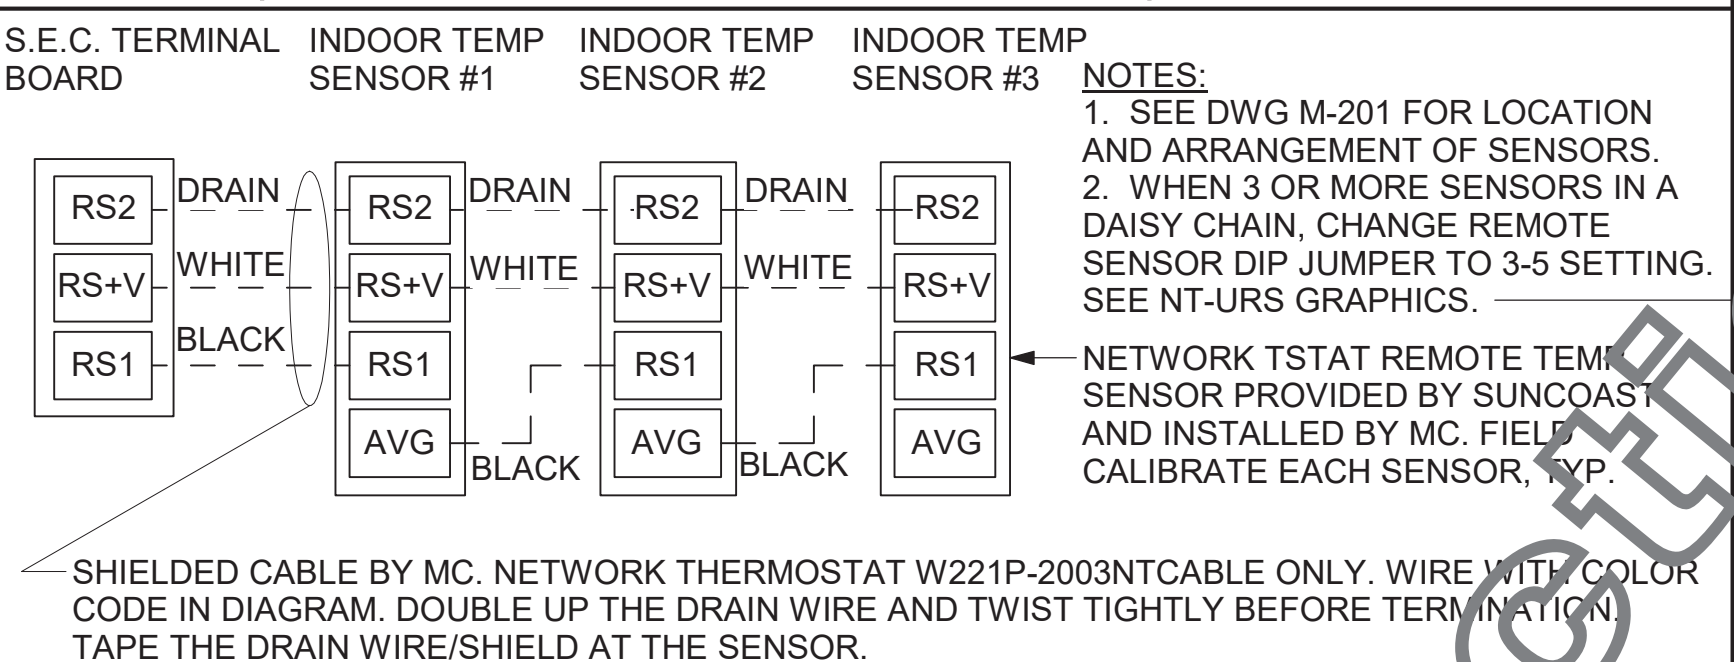 S.E.C. TERMINAL BOARD
INDOOR TEMP SENSOR #1
INDOOR TEMP SENSOR #2
INDOOR TEMP SENSOR #3
RS2 DRAIN RS2 DRAIN RS2 DRAIN RS2
RS+V WHITE RS+V WHITE RS+V WHITE RS+V
RS1 BLACK RS1 RS1 RS1
AVG BLACK AVG BLACK AVG
NOTES:
1. SEE DWG M-201 FOR LOCATION
AND ARRANGEMENT OF SENSORS.
2. WHEN 3 OR MORE SENSORS IN A
DAISY CHAIN, CHANGE REMOTE
SENSOR DIP JUMPER TO 3-5 SETTING.
SEE NT-URS GRAPHICS.
NETWORK TSTAT REMOTE TEMP
SENSOR PROVIDED BY SUNCOAST
AND INSTALLED BY MC. FIELD
CALIBRATE EACH SENSOR, TYP.
SHIELDED CABLE BY MC. NETWORK THERMOSTAT W221P-2003NTCABLE ONLY. WIRE WITH COLOR
CODE IN DIAGRAM. DOUBLE UP THE DRAIN WIRE AND TWIST TIGHTLY BEFORE TERMINATION.
TAPE THE DRAIN WIRE/SHIELD AT THE SENSOR.
cti